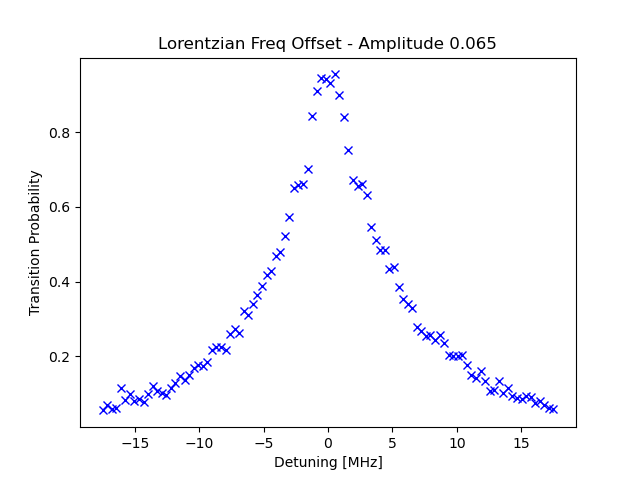 Lorentzian Freq Offset - Amplitude 0.065
Transition Probability
0.8
0.6
0.4
0.2
−15 −10 −5 0 5 10 15
Detuning [MHz]